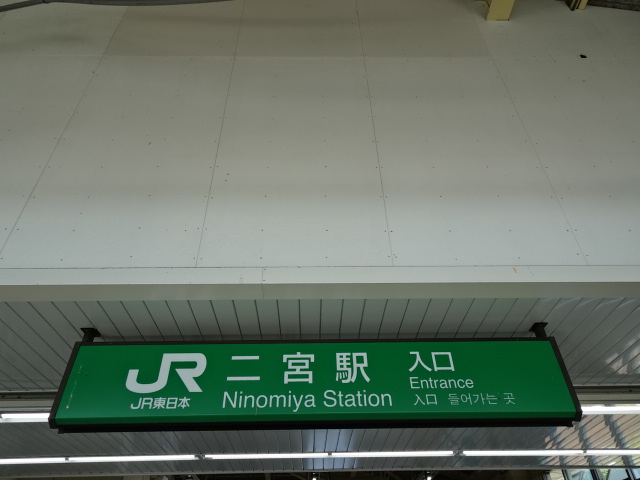 JR
JR東日本
二宮駅
Ninomiya Station
入口
Entrance
入口 들어가는 곳